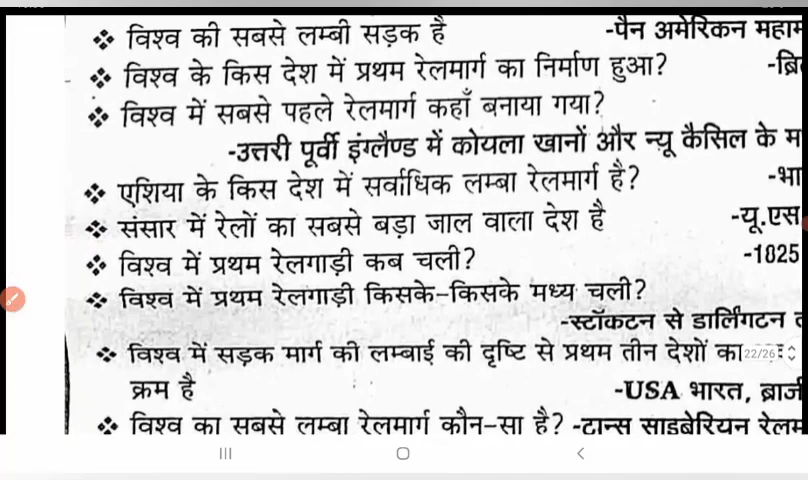 ❖ विश्व की सबसे लम्बी सड़क है -पैन अमेरिकन
❖ विश्व के किस देश में प्रथम रेलमार्ग का निर्माण हुआ?
❖ विश्व में सबसे पहले रेलमार्ग कहाँ बनाया गया?
-उत्तरी पूर्वी इंग्लैण्ड में कोयला खानों और न्यू कैसिल के
❖ एशिया के किस देश में सर्वाधिक लम्बा रेलमार्ग है?
❖ संसार में रेलों का सबसे बड़ा जाल वाला देश है -यू.एस
❖ विश्व में प्रथम रेलगाड़ी कब चली? -1825
❖ विश्व में प्रथम रेलगाड़ी किसके-किसके मध्य चली?
-स्टॉकटन से डार्लिंगटन
❖ विश्व में सड़क मार्ग की लम्बाई की दृष्टि से प्रथम तीन देशों का 22/26
क्रम है -USA भारत,
❖ विश्व का सबसे लम्बा रेलमार्ग कौन-सा है? -ट्रान्स साइबेरियन